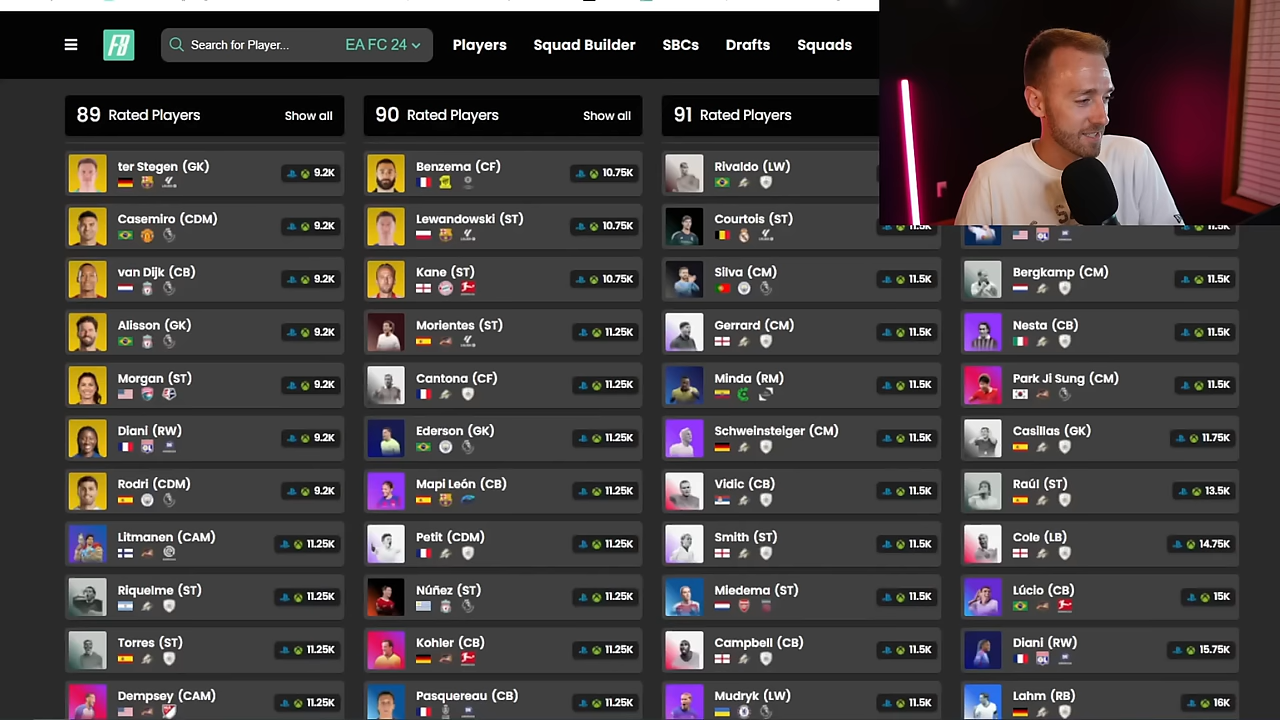 Search for Player...
EA FC 24
Players
Squad Builder
SBCs
Drafts
Squads
89 Rated Players
Show all
ter Stegen (GK)
9.2K
Casemiro (CDM)
9.2K
van Dijk (CB)
9.2K
Alisson (GK)
9.2K
Morgan (ST)
9.2K
Diani (RW)
9.2K
Rodri (CDM)
9.2K
Litmanen (CAM)
11.25K
Riquelme (ST)
11.25K
Torres (ST)
11.25K
Dempsey (CAM)
11.25K
90 Rated Players
Show all
Benzema (CF)
10.75K
Lewandowski (ST)
10.75K
Kane (ST)
10.75K
Morientes (ST)
11.25K
Cantona (CF)
11.25K
Ederson (GK)
11.25K
Mapi León (CB)
11.25K
Petit (CDM)
11.25K
Núñez (ST)
11.25K
Kohler (CB)
11.25K
Pasquereau (CB)
11.25K
91 Rated Players
Rivaldo (LW)
Courtois (ST)
11.5K
Silva (CM)
11.5K
Gerrard (CM)
11.5K
Minda (RM)
11.5K
Schweinsteiger (CM)
11.5K
Vidic (CB)
11.5K
Smith (ST)
11.5K
Miedema (ST)
11.5K
Campbell (CB)
11.5K
Mudryk (LW)
11.5K
11.5K
Bergkamp (CM)
11.5K
Nesta (CB)
11.5K
Park Ji Sung (CM)
11.5K
Casillas (GK)
11.75K
Raúl (ST)
13.5K
Cole (LB)
14.75K
Lúcio (CB)
15K
Diani (RW)
15.75K
Lahm (RB)
16K